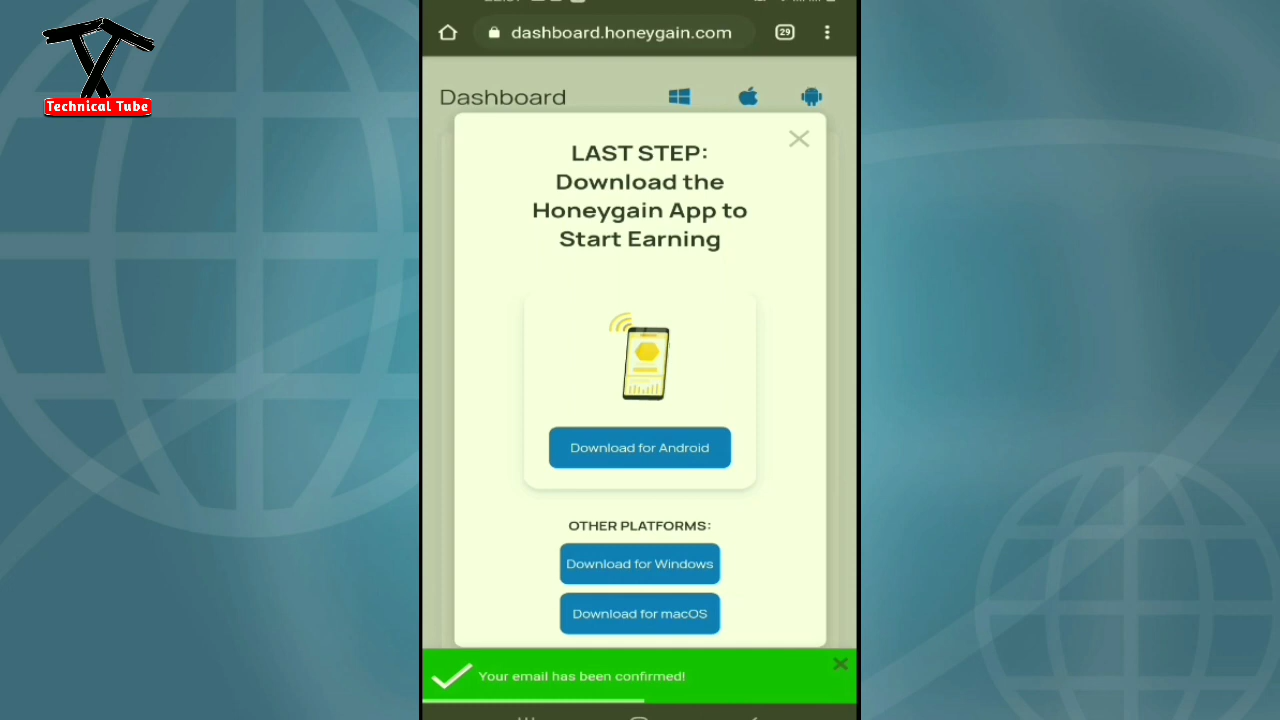 Technical Tube
dashboard.honeygain.com
29
Dashboard
LAST STEP:
Download the
Honeygain App to
Start Earning
Download for Android
OTHER PLATFORMS:
Download for Windows
Download for macOS
Your email has been confirmed!